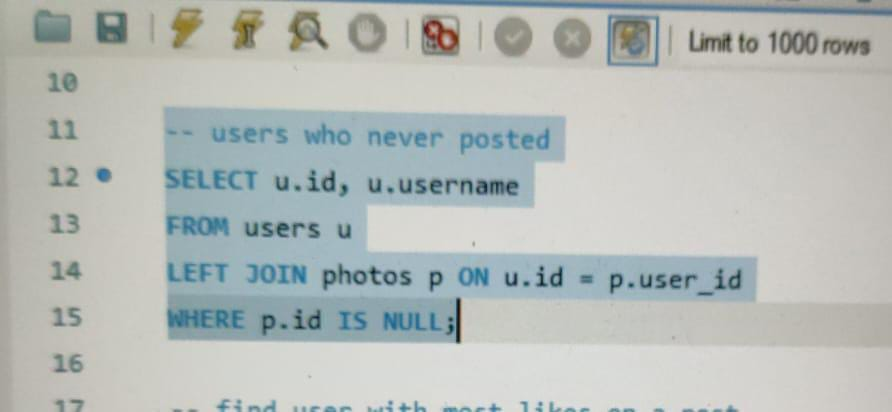 Limit to 1000 rows
10
11 -- users who never posted
12 SELECT u.id, u.username
13 FROM users u
14 LEFT JOIN photos p ON u.id = p.user_id
15 WHERE p.id IS NULL;
16
17 -- find user with most likes on a post